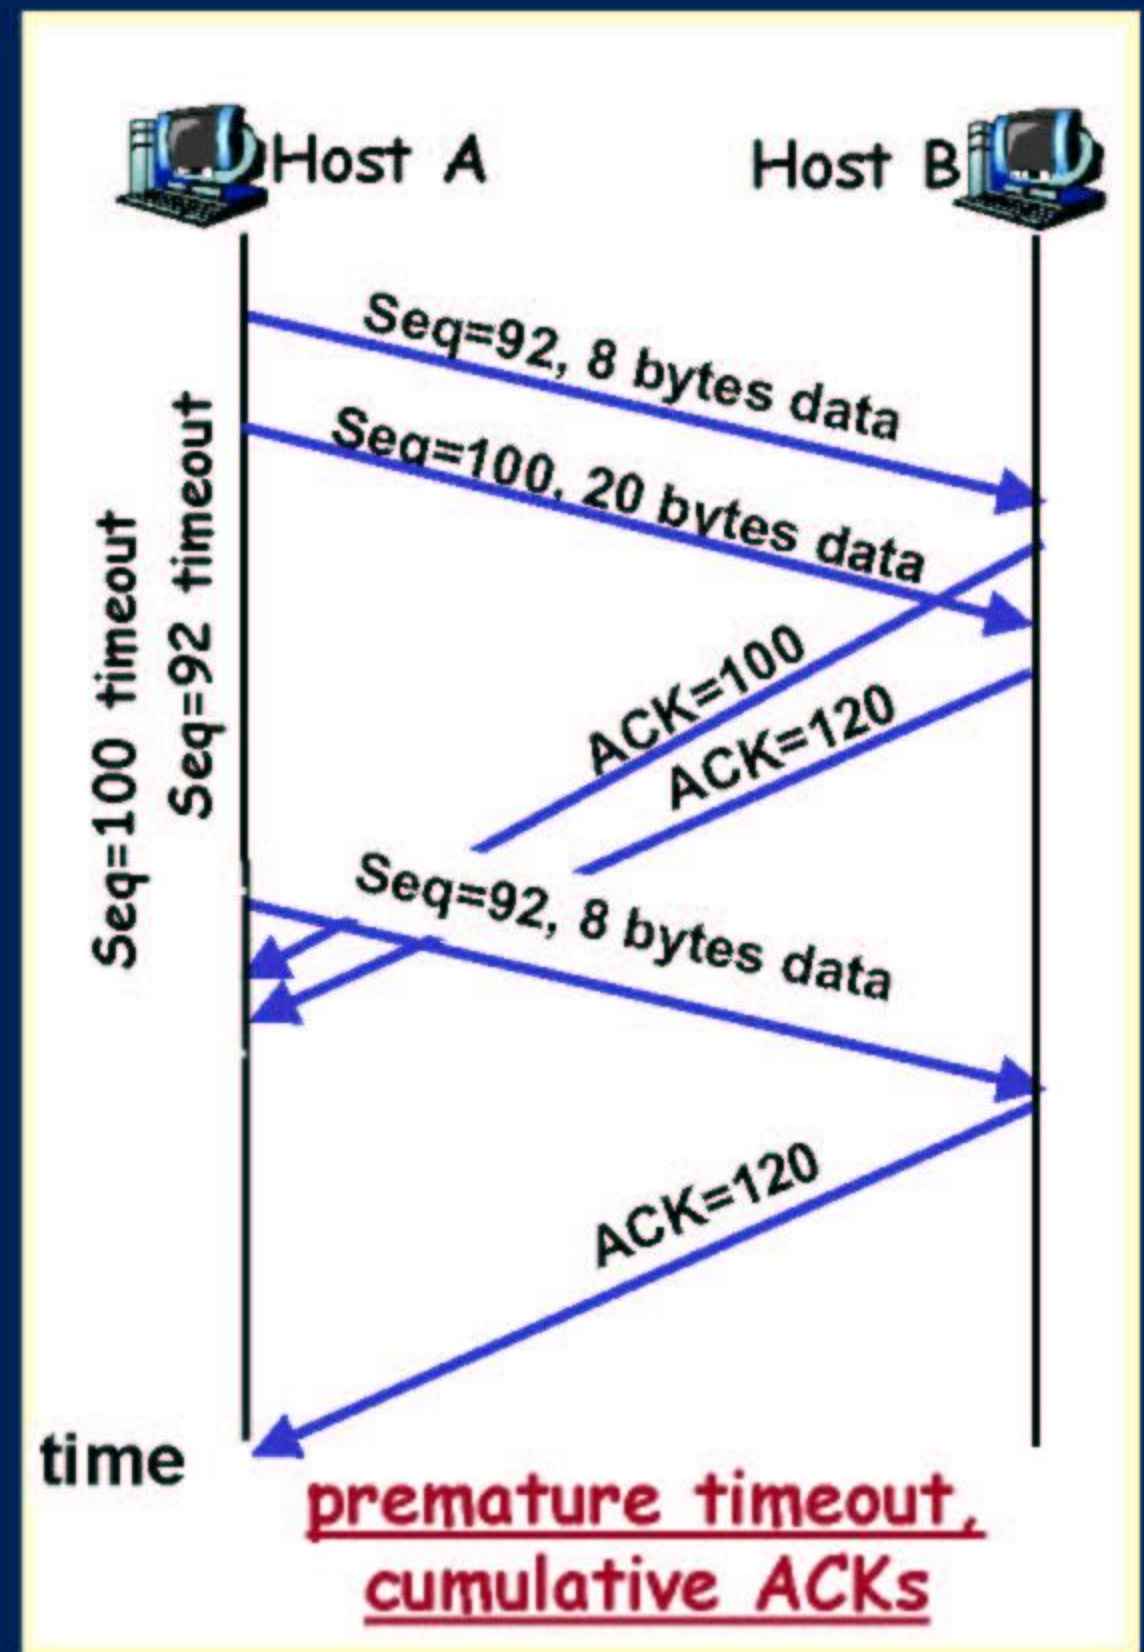 Host A
Host B
Seq=92, 8 bytes data
Seq=100, 20 bytes data
Seq=100 timeout
Seq=92 timeout
ACK=100
ACK=120
Seq=92, 8 bytes data
ACK=120
time
premature timeout,
cumulative ACKs